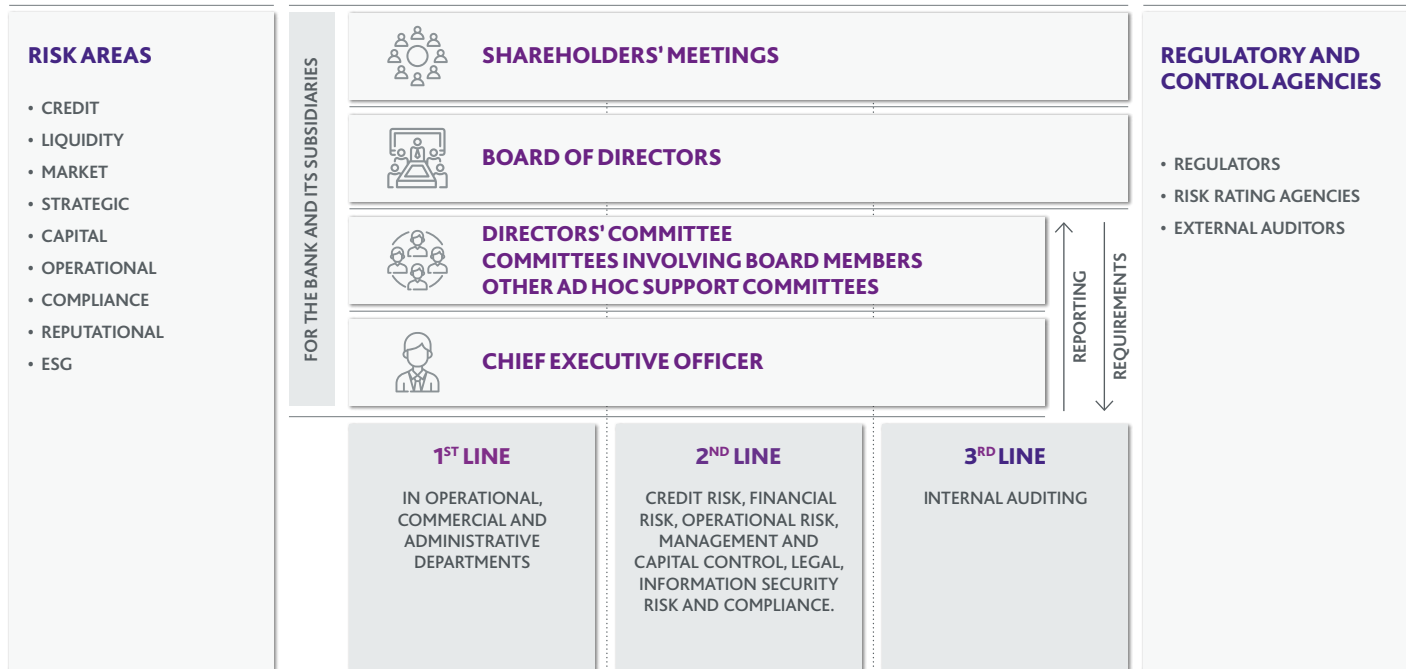 RISK AREAS
• CREDIT
• LIQUIDITY
• MARKET
• STRATEGIC
• CAPITAL
• OPERATIONAL
• COMPLIANCE
• REPUTATIONAL
• ESG
FOR THE BANK AND ITS SUBSIDIARIES
SHAREHOLDERS' MEETINGS
BOARD OF DIRECTORS
DIRECTORS' COMMITTEE
COMMITTEES INVOLVING BOARD MEMBERS
OTHER AD HOC SUPPORT COMMITTEES
CHIEF EXECUTIVE OFFICER
REPORTING
REQUIREMENTS
1ST LINE
IN OPERATIONAL,
COMMERCIAL AND
ADMINISTRATIVE
DEPARTMENTS
2ND LINE
CREDIT RISK, FINANCIAL
RISK, OPERATIONAL RISK,
MANAGEMENT AND
CAPITAL CONTROL, LEGAL,
INFORMATION SECURITY
RISK AND COMPLIANCE.
3RD LINE
INTERNAL AUDITING
REGULATORY AND
CONTROL AGENCIES
• REGULATORS
• RISK RATING AGENCIES
• EXTERNAL AUDITORS